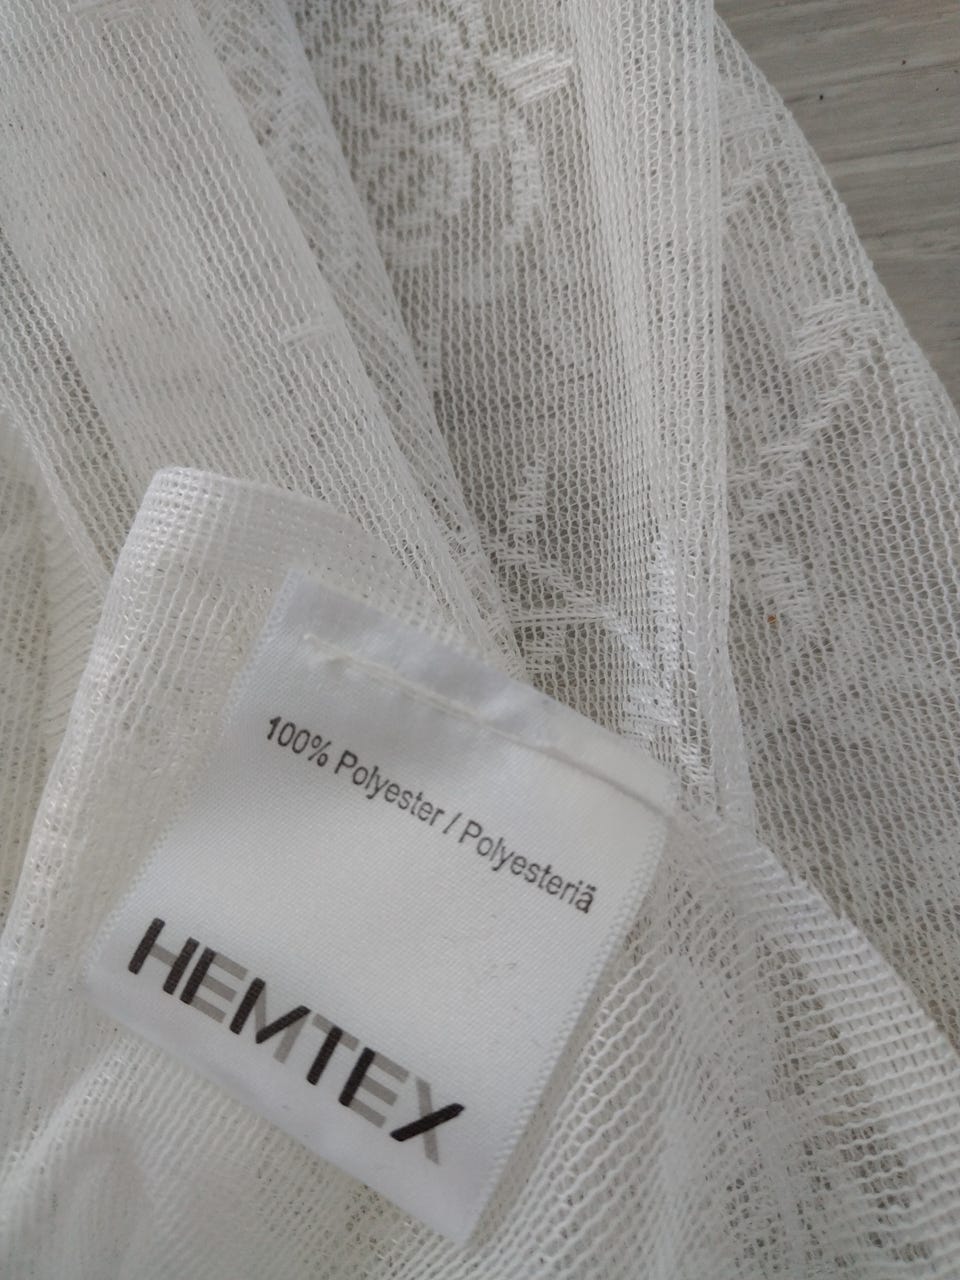 100% Polyester / Polyesteriä
HEMTEX